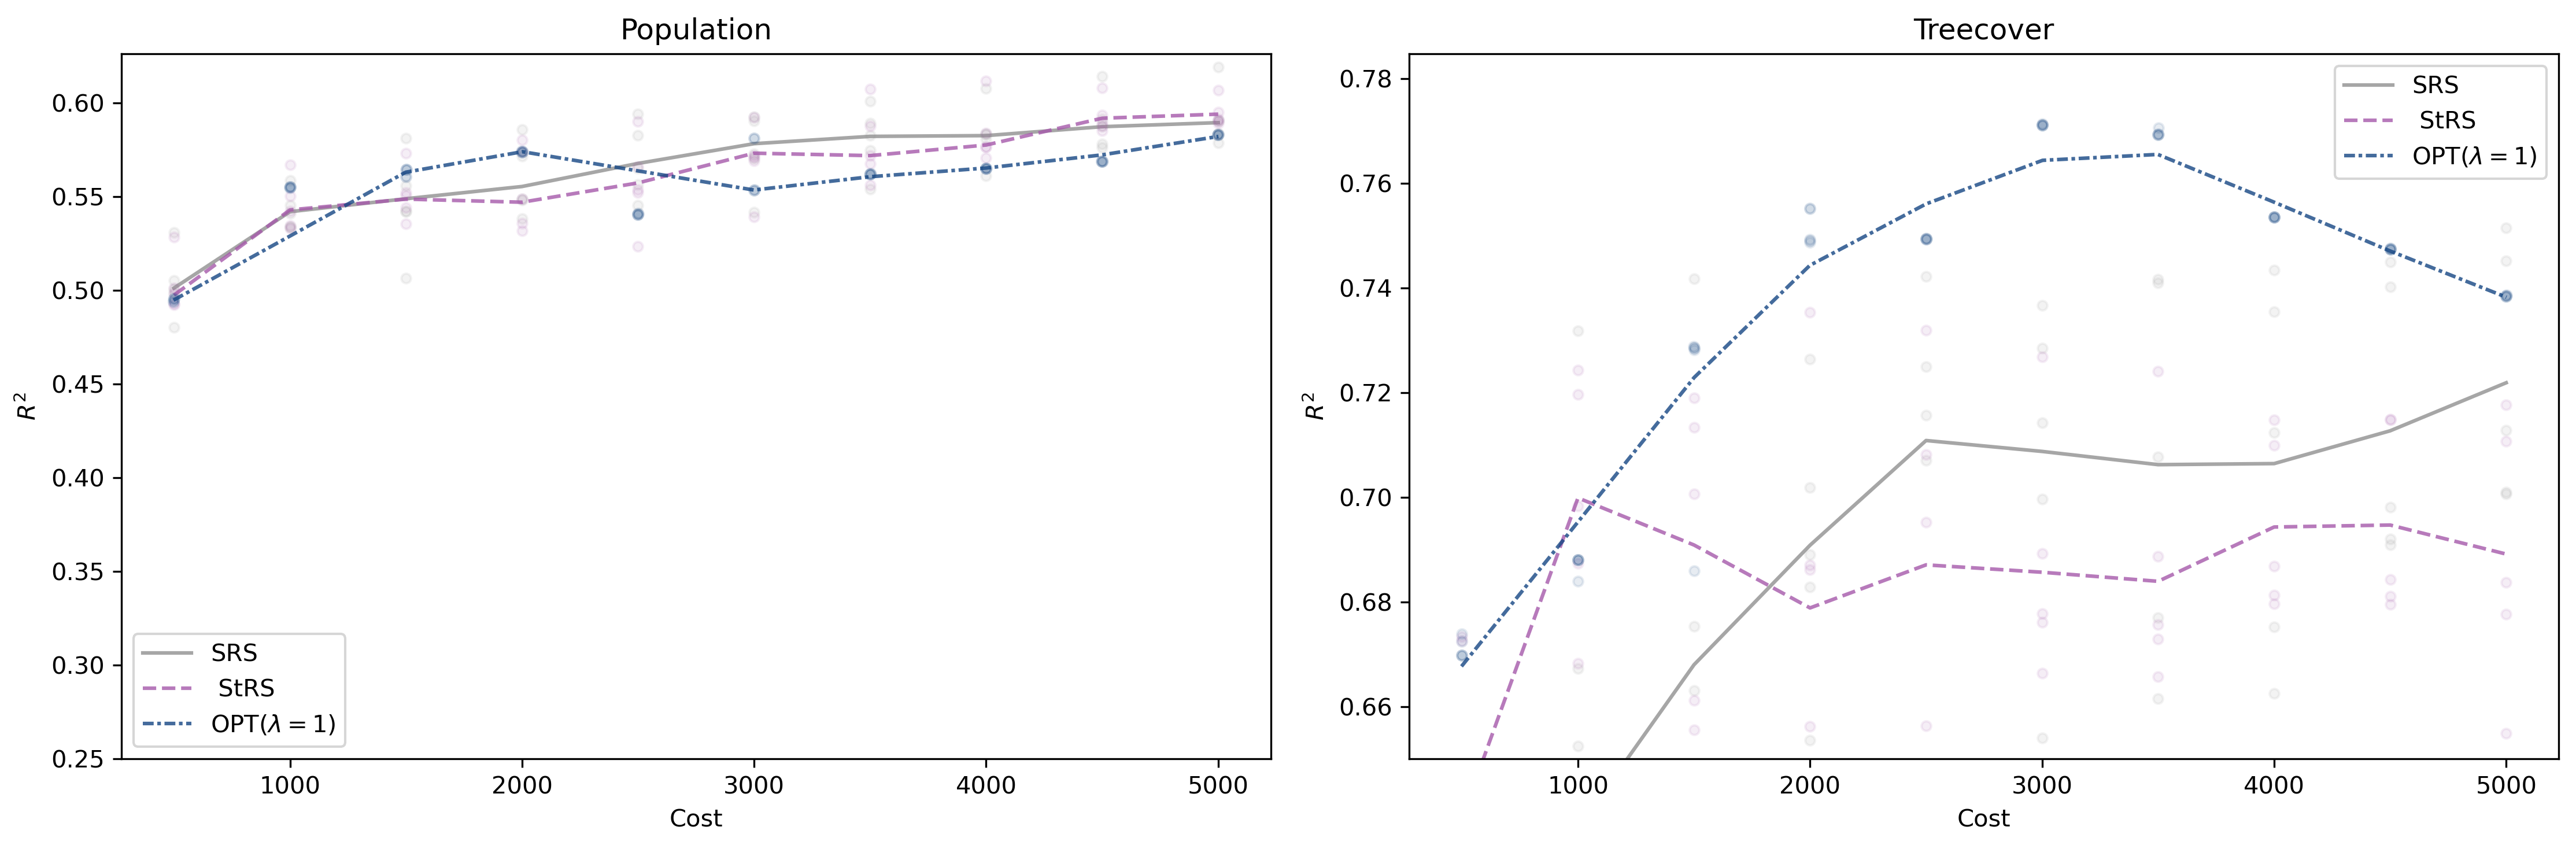 Population
0.60
0.55
0.50
0.45
0.40
0.35
0.30
0.25
R²
1000 2000 3000 4000 5000
Cost
SRS
StRS
OPT(λ = 1)
Treecover
0.78
0.76
0.74
0.72
0.70
0.68
0.66
R²
1000 2000 3000 4000 5000
Cost
SRS
StRS
OPT(λ = 1)